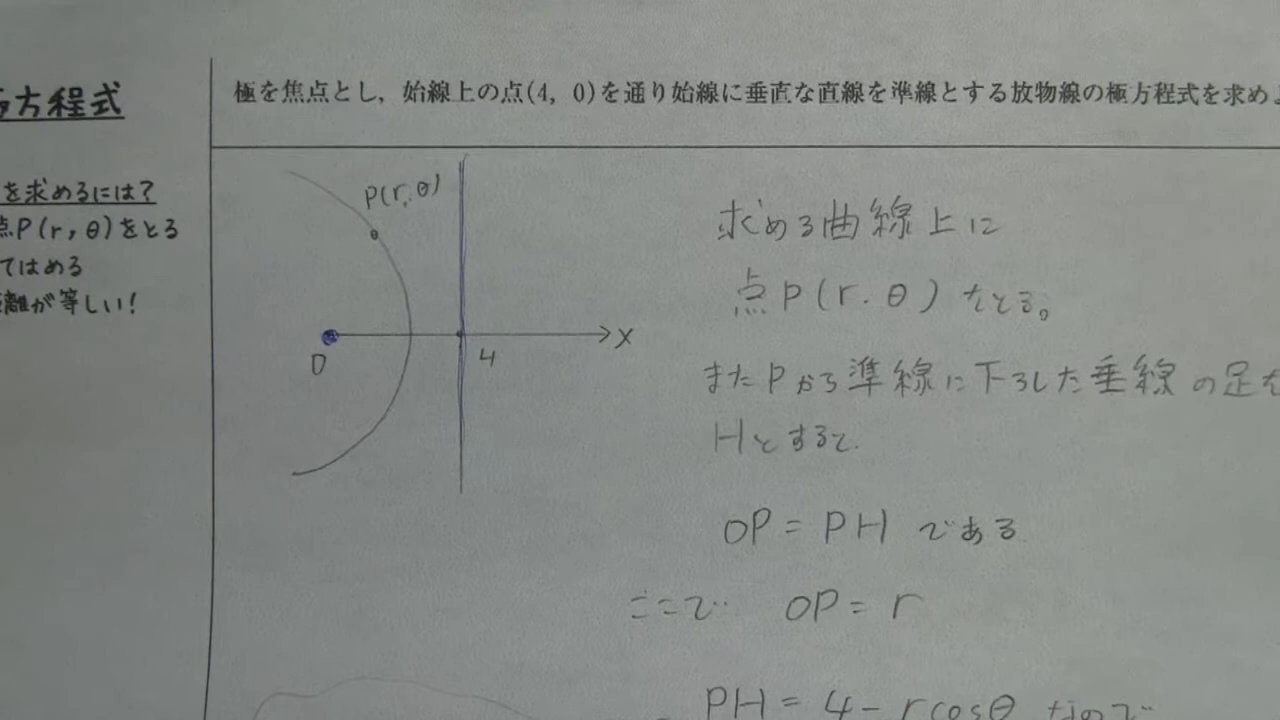 方程式
を求めるには?
点P(r, θ)をとる
てはめる
距離が等しい!
極を焦点とし,始線上の点(4, 0)を通り始線に垂直な直線を準線とする放物線の極方程式を求め
P(r, θ)
O
4
X
求める曲線上に
点P(r, θ)をとる。
またPから準線に下ろした垂線の足を
Hとすると、
OP = PH である
ここで OP = r
PH = 4 - rcosθ なので